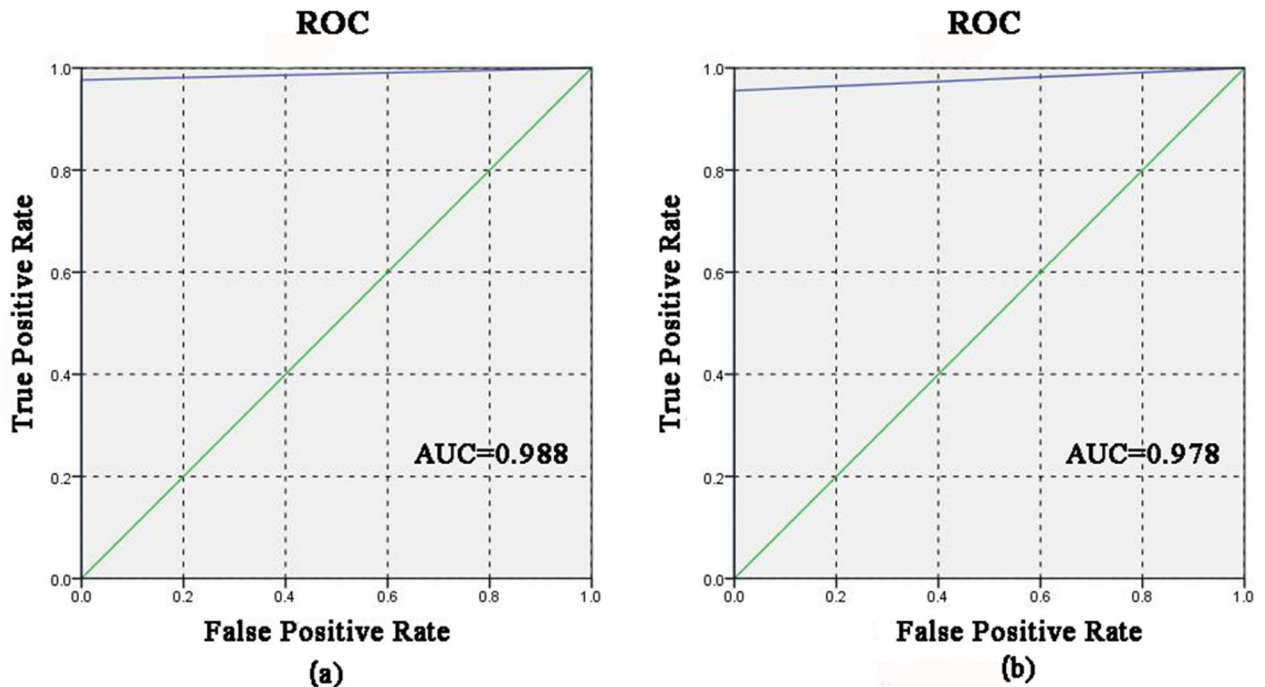 ROC
1.0
0.8
0.6
0.4
0.2
0.0
True Positive Rate
AUC=0.988
0.0 0.2 0.4 0.6 0.8 1.0
False Positive Rate
(a)
ROC
1.0
0.8
0.6
0.4
0.2
0.0
True Positive Rate
AUC=0.978
0.0 0.2 0.4 0.6 0.8 1.0
False Positive Rate
(b)